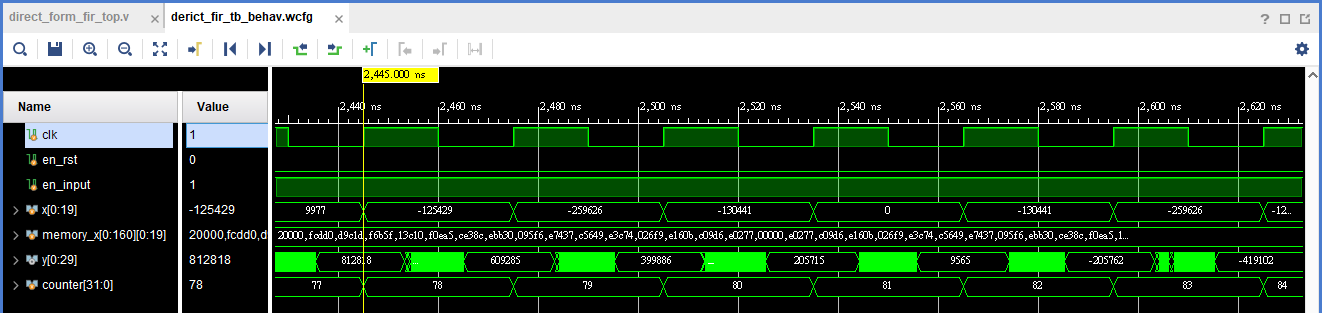 direct_form_fir_top.v × derict_fir_tb_behav.wcfg × ?
2,445.000 ns
Name Value
2,440 ns 2,460 ns 2,480 ns 2,500 ns 2,520 ns 2,540 ns 2,560 ns 2,580 ns 2,600 ns 2,620 ns
clk 1
en_rst 0
en_input 1
x[0:19] -125429 9977 -125429 -259626 -130441 0 -130441 -259626 -12...
memory_x[0:160][0:19] 20000,fcdd0,d 20000,fcdd0,d9c1d,f6b5f,13c10,f0ea5,ce38c,ebb30,095f6,e7437,c5649,e3c74,026f9,e160b,c09d6,e0277,00000,e0277,c09d6,e160b,026f9,e3c74,c5649,e7437,095f6,ebb30,ce38c,f0ea5,1...
y[0:29] 812818 812818 609285 399886 ... 205715 9565 -205762 -419102
counter[31:0] 78 77 78 79 80 81 82 83 84